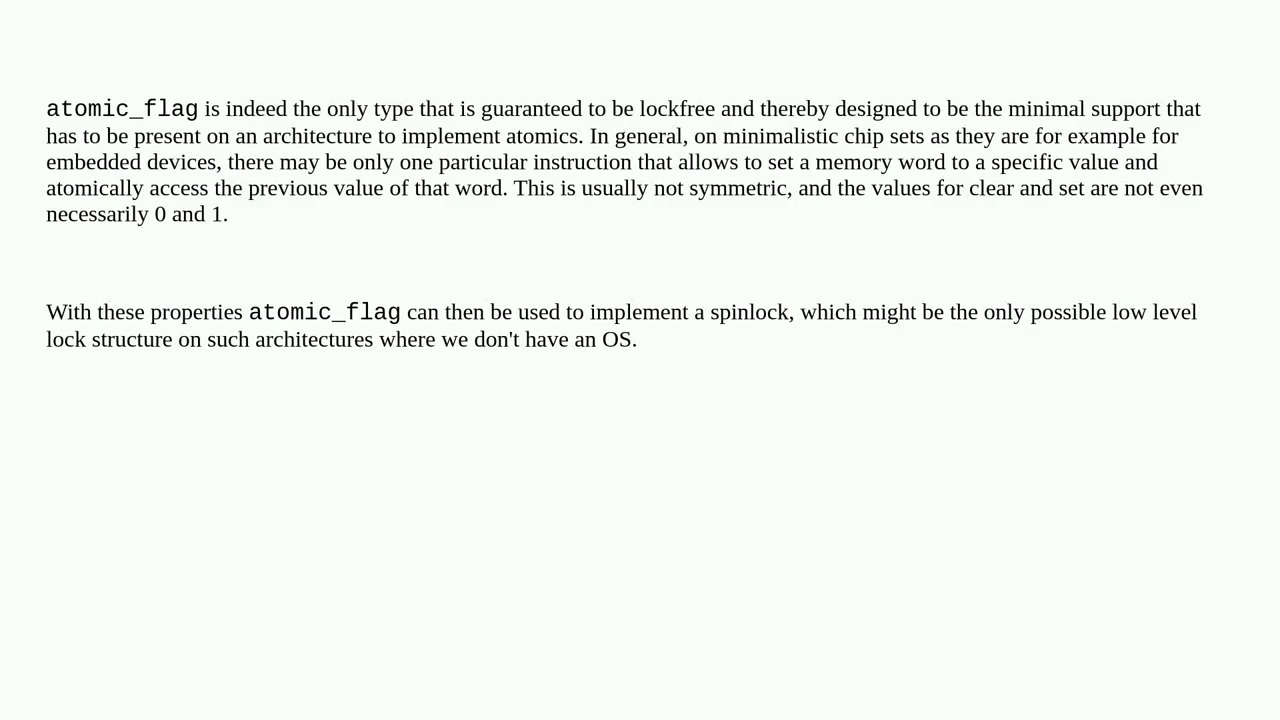 atomic_flag is indeed the only type that is guaranteed to be lockfree and thereby designed to be the minimal support that
has to be present on an architecture to implement atomics. In general, on minimalistic chip sets as they are for example for
embedded devices, there may be only one particular instruction that allows to set a memory word to a specific value and
atomically access the previous value of that word. This is usually not symmetric, and the values for clear and set are not even
necessarily 0 and 1.
With these properties atomic_flag can then be used to implement a spinlock, which might be the only possible low level
lock structure on such architectures where we don't have an OS.